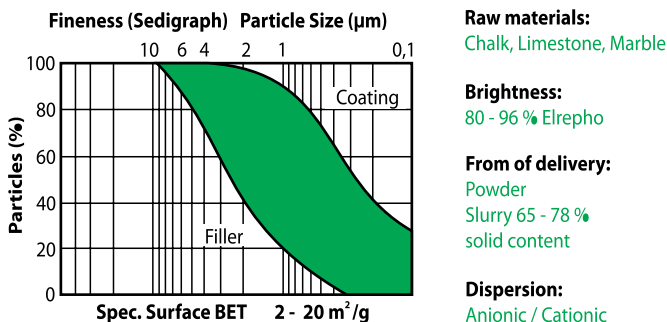 Fineness (Sedigraph) Particle Size (µm)
10 6 4 2 1 0,1
Particles (%)
100
80
60
40
20
0
Coating
Filler
Spec. Surface BET 2 - 20 m²/g
Raw materials:
Chalk, Limestone, Marble
Brightness:
80 - 96 % Elrepho
From of delivery:
Powder
Slurry 65 - 78 %
solid content
Dispersion:
Anionic / Cationic